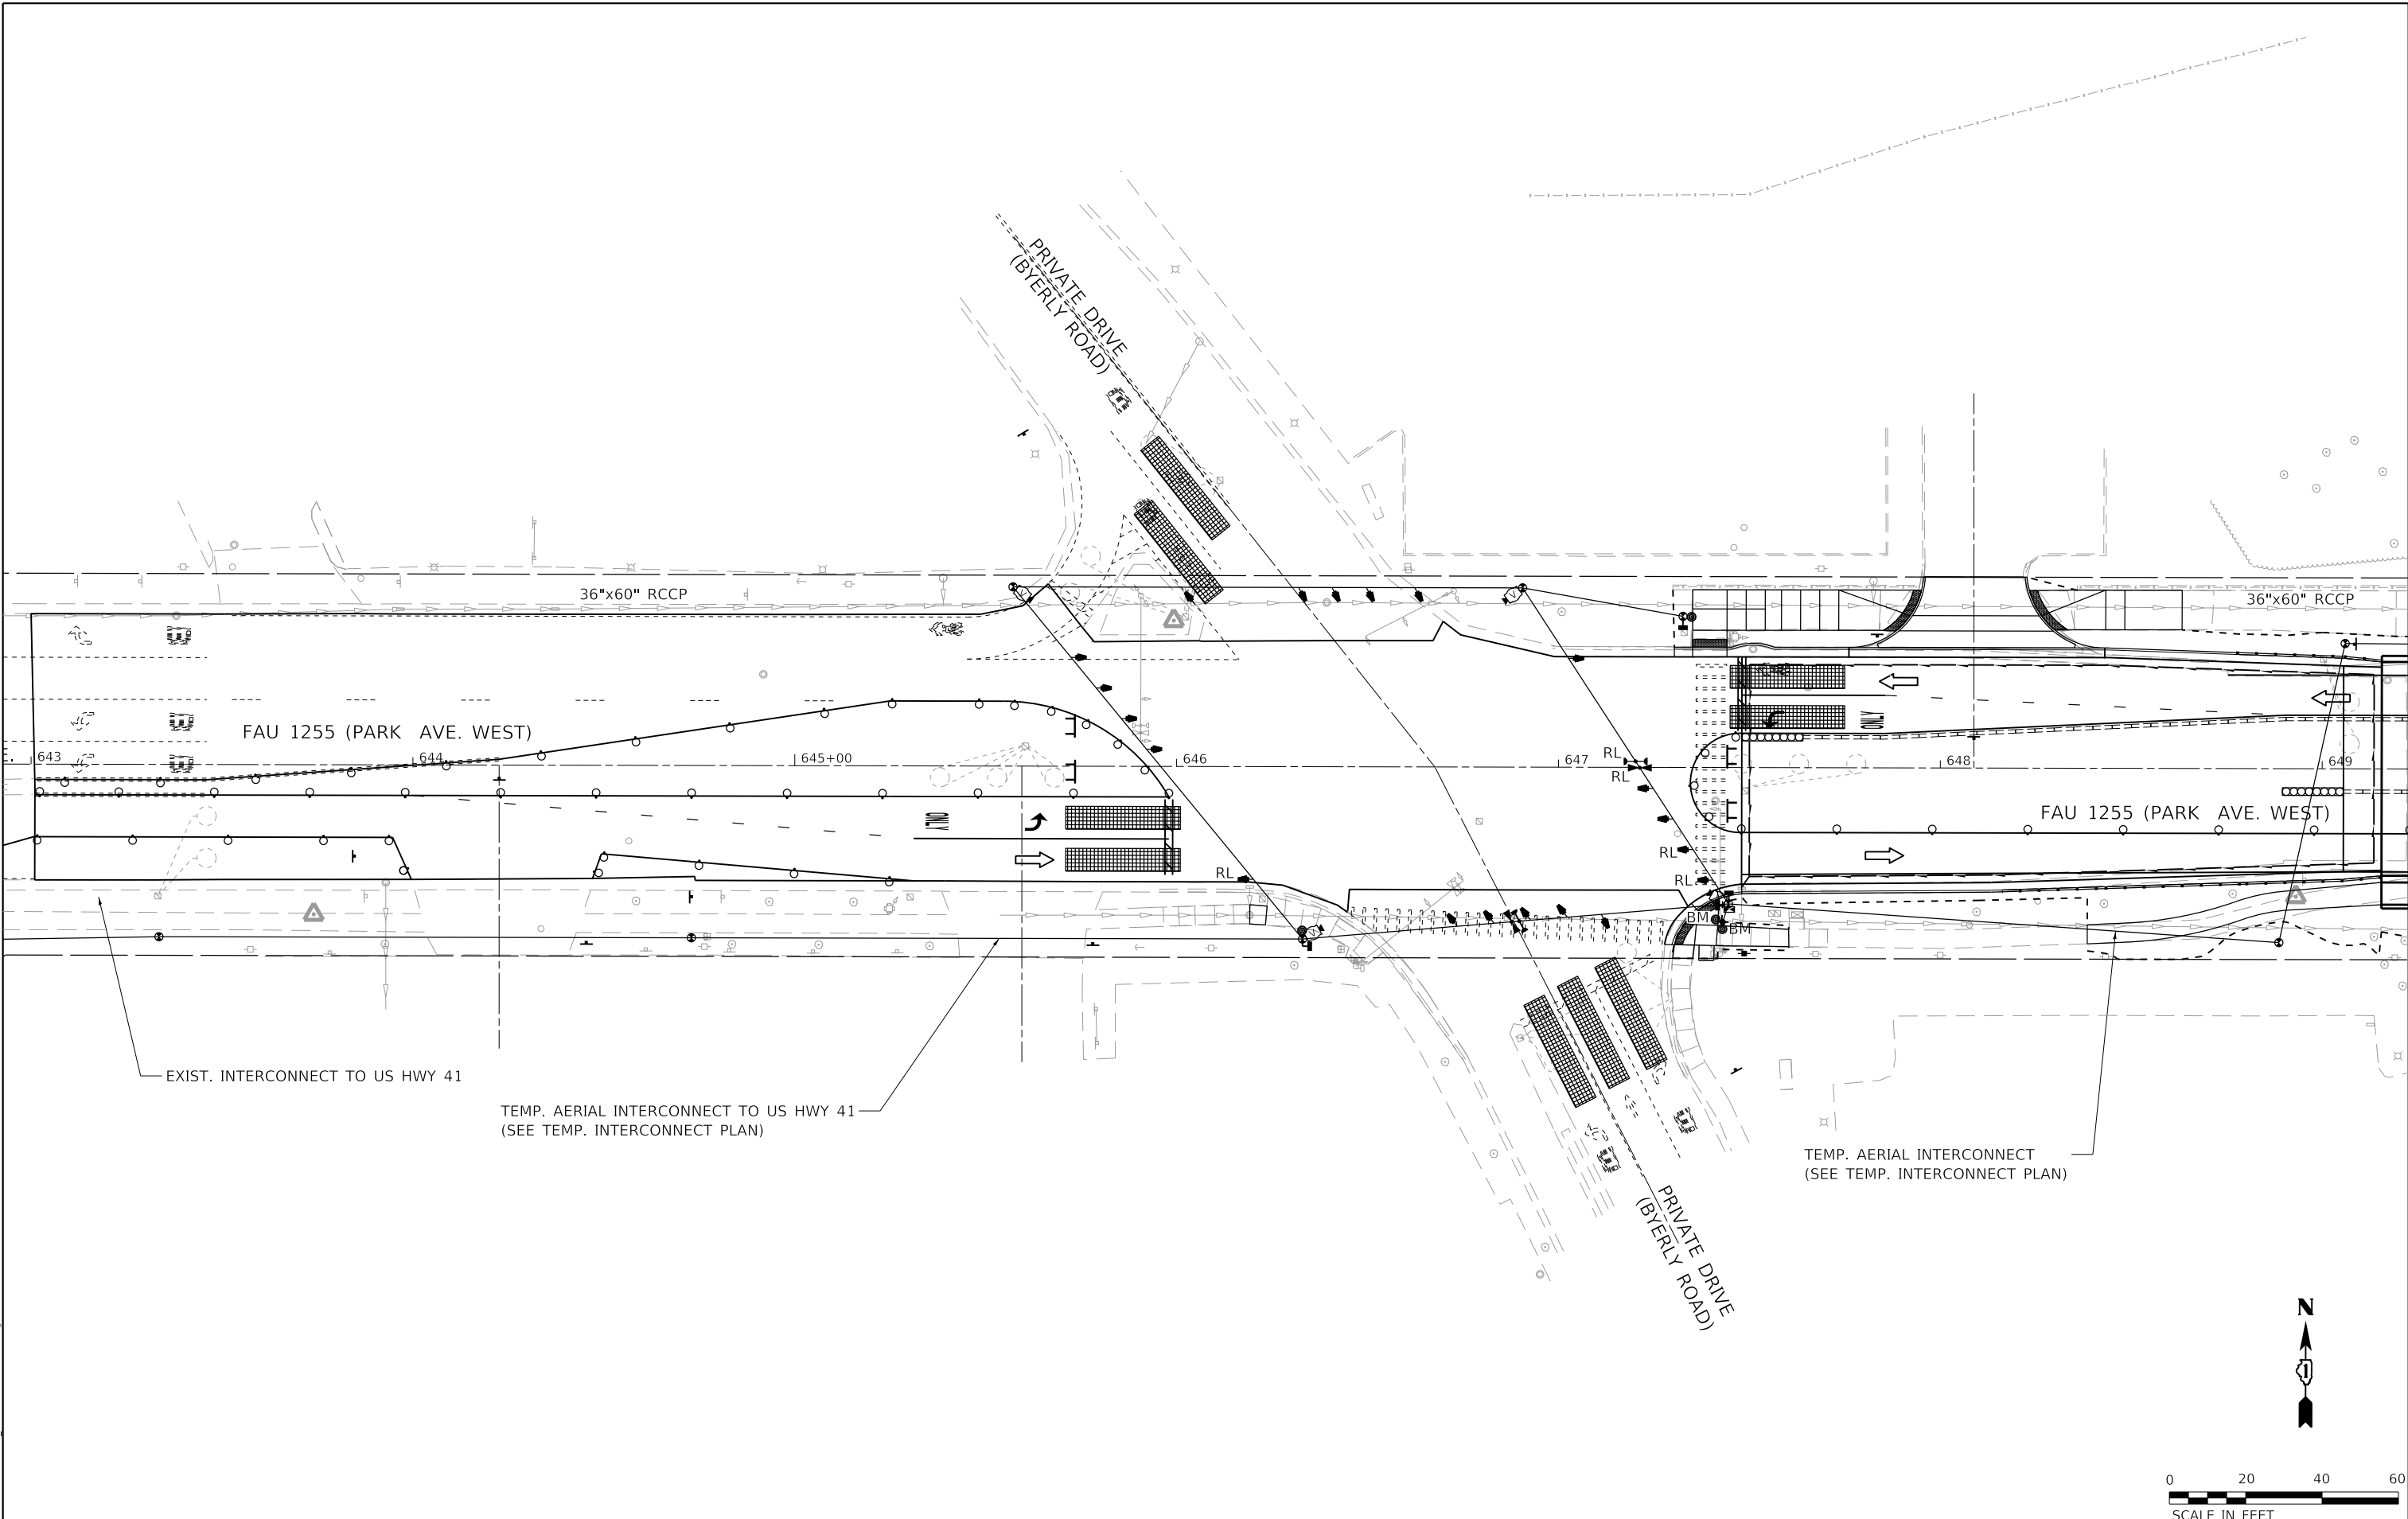 PRIVATE DRIVE
(BYERLY ROAD)
36"x60" RCCP
36"x60" RCCP
FAU 1255 (PARK AVE. WEST)
ONLY
643
644
645+00
646
647
648
649
RL
RL
FAU 1255 (PARK AVE. WEST)
ONLY
RL
RL
RL
BM
BM
EXIST. INTERCONNECT TO US HWY 41
TEMP. AERIAL INTERCONNECT TO US HWY 41
(SEE TEMP. INTERCONNECT PLAN)
TEMP. AERIAL INTERCONNECT
(SEE TEMP. INTERCONNECT PLAN)
PRIVATE DRIVE
(BYERLY ROAD)
N
0 20 40 60
SCALE IN FEET